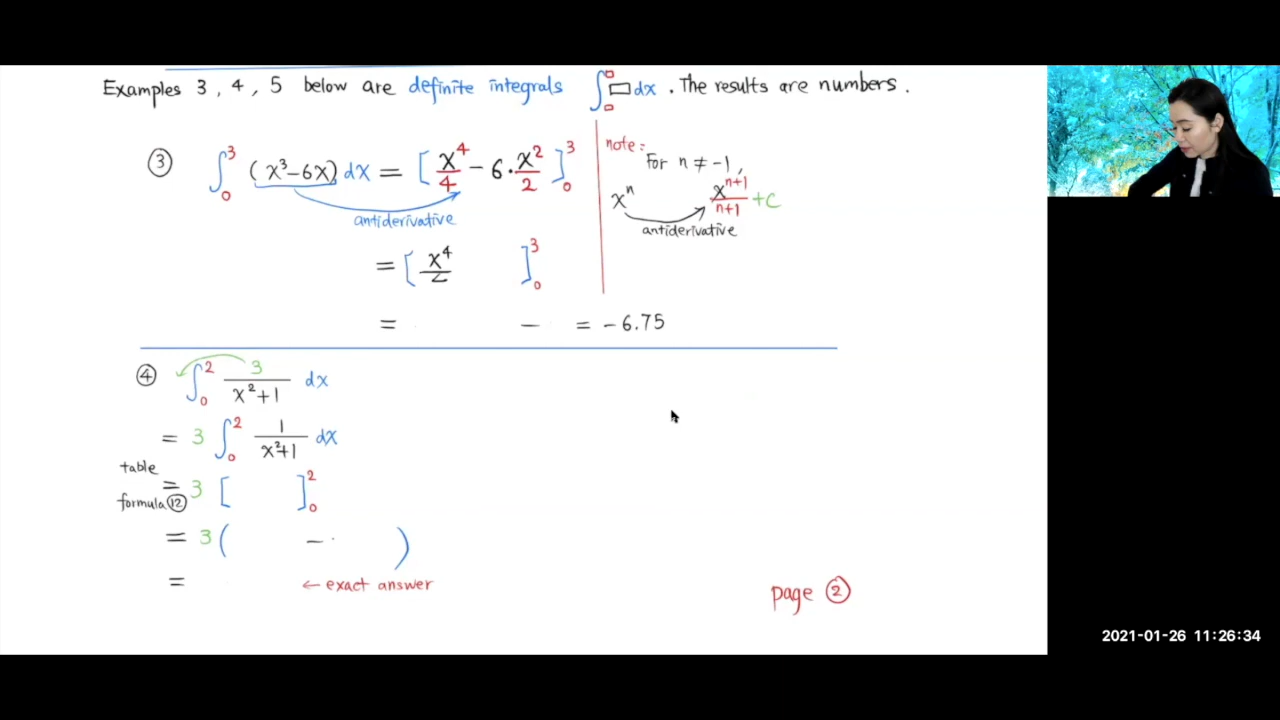 Examples 3, 4, 5 below are definite integrals ∫□dx. The results are numbers.
③ ∫₀³ (x³-6x) dx = [x⁴/4 - 6·x²/2]₀³
antiderivative
note:
For n ≠ -1,
xⁿ xⁿ⁺¹/n+1 + C
antiderivative
= [x⁴/ ]₀³
= - = -6.75
④ ∫₀² 3/x²+1 dx
= 3 ∫₀² 1/x²+1 dx
table
formula ⑫
= 3 [ ]₀²
= 3 ( - )
= ← exact answer
page ②
2021-01-26 11:26:34